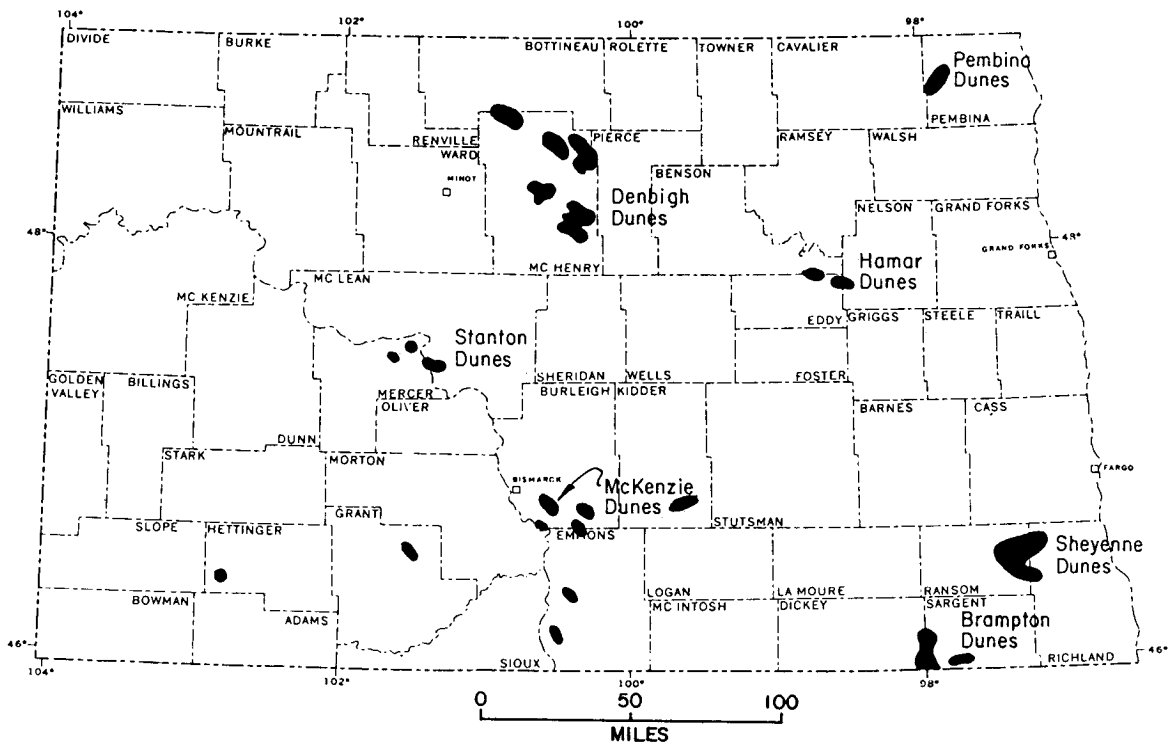 104°
102°
100°
98°
DIVIDE
BURKE
BOTTINEAU
ROLETTE
TOWNER
CAVALIER
Pembina
Dunes
WILLIAMS
MOUNTRAIL
RENVILLE
WARD
PIERCE
RAMSEY
WALSH
PEMBINA
MINOT
BENSON
Denbigh
Dunes
NELSON
GRAND FORKS
48°
48°
GRAND FORKS
MC KENZIE
MC LEAN
MC HENRY
Hamar
Dunes
EDDY
GRIGGS
STEELE
TRAILL
Stanton
Dunes
GOLDEN
VALLEY
BILLINGS
MERCER
OLIVER
SHERIDAN
WELLS
FOSTER
BURLEIGH
KIDDER
BARNES
CASS
DUNN
STARK
MORTON
BISMARCK
McKenzie
Dunes
FARGO
SLOPE
HETTINGER
GRANT
EMMONS
STUTSMAN
Sheyenne
Dunes
BOWMAN
ADAMS
LOGAN
MC INTOSH
LA MOURE
DICKEY
RANSOM
SARGENT
Brampton
Dunes
46°
SIOUX
RICHLAND
46°
104°
102°
100°
98°
0
50
100
MILES